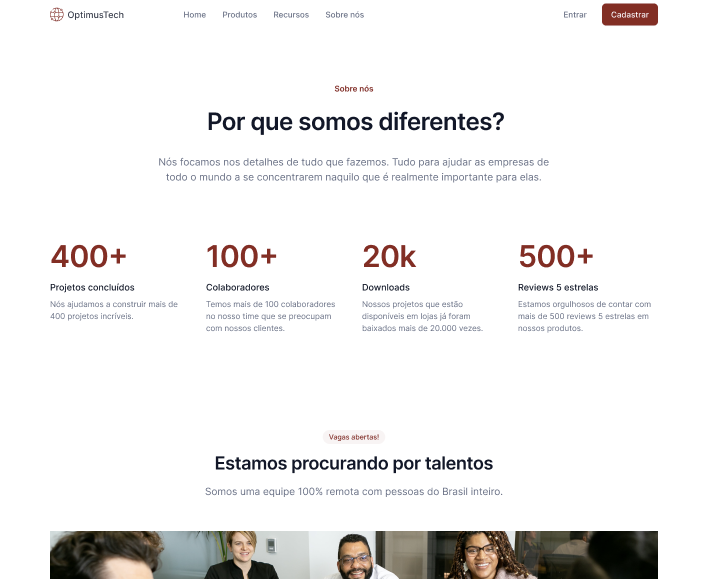 OptimusTech
Home
Produtos
Recursos
Sobre nós
Entrar
Cadastrar
Sobre nós
Por que somos diferentes?
Nós focamos nos detalhes de tudo que fazemos. Tudo para ajudar as empresas de
todo o mundo a se concentrarem naquilo que é realmente importante para elas.
400+
Projetos concluídos
Nós ajudamos a construir mais de
400 projetos incríveis.
100+
Colaboradores
Temos mais de 100 colaboradores
no nosso time que se preocupam
com nossos clientes.
20k
Downloads
Nossos projetos que estão
disponíveis em lojas já foram
baixados mais de 20.000 vezes.
500+
Reviews 5 estrelas
Estamos orgulhosos de contar com
mais de 500 reviews 5 estrelas em
nossos produtos.
Vagas abertas!
Estamos procurando por talentos
Somos uma equipe 100% remota com pessoas do Brasil inteiro.